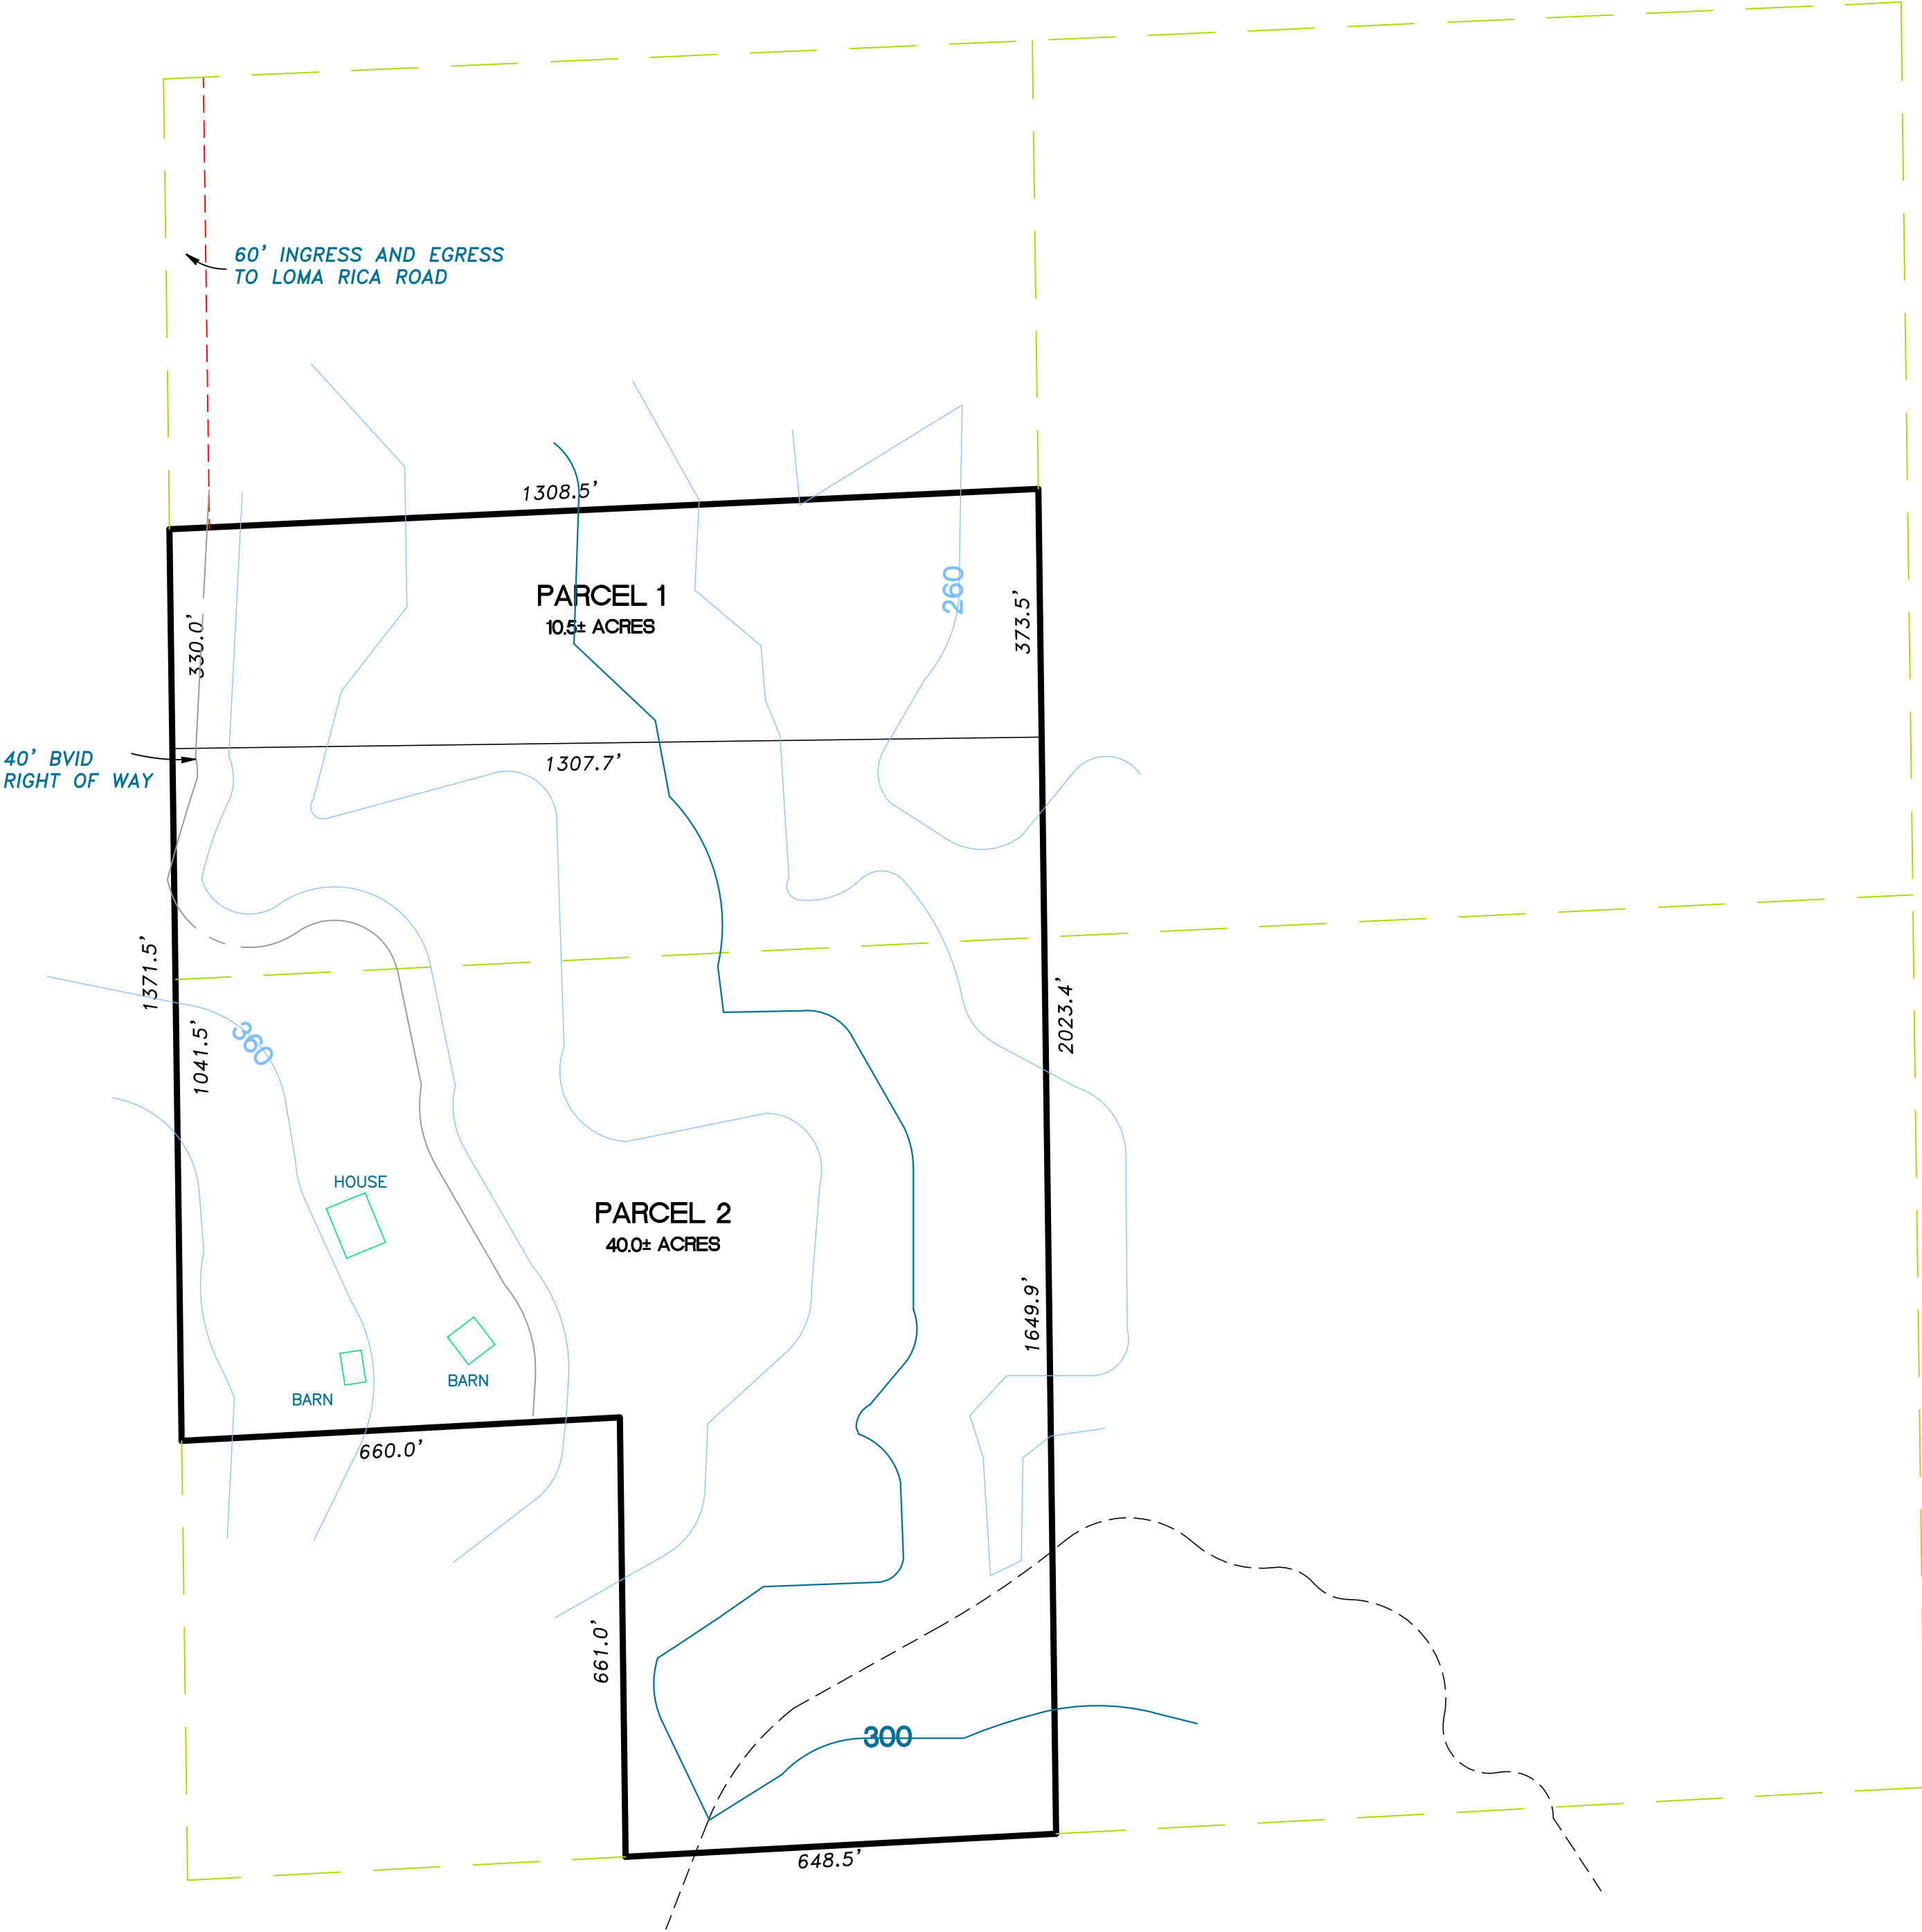 60' INGRESS AND EGRESS
TO LOMA RICA ROAD
1308.5'
PARCEL 1
10.5± ACRES
260
373.5'
330.0'
40' BVID
RIGHT OF WAY
1307.7'
1371.5'
1041.5'
360
2023.4'
HOUSE
PARCEL 2
40.0± ACRES
1649.9'
BARN
BARN
660.0'
661.0'
300
648.5'